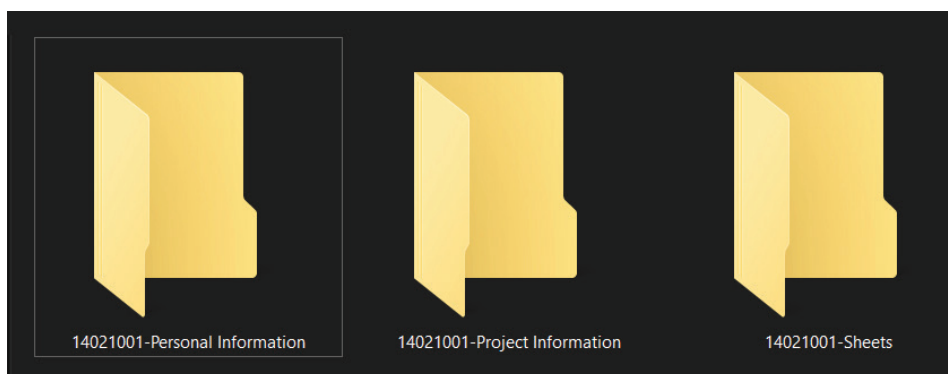 14021001-Personal Information
14021001-Project Information
14021001-Sheets